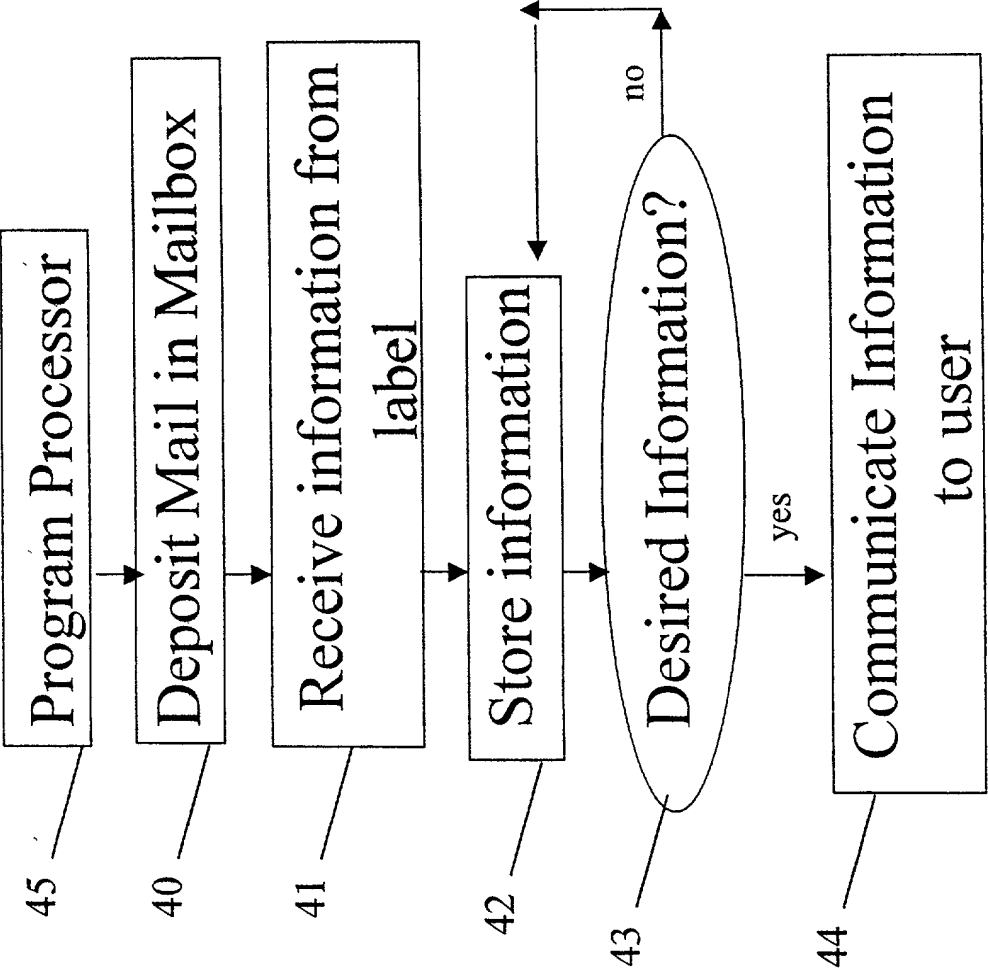 45
Program Processor
40
Deposit Mail in Mailbox
41
Receive information from
label
42
Store information
43
Desired Information?
no
yes
44
Communicate Information
to user